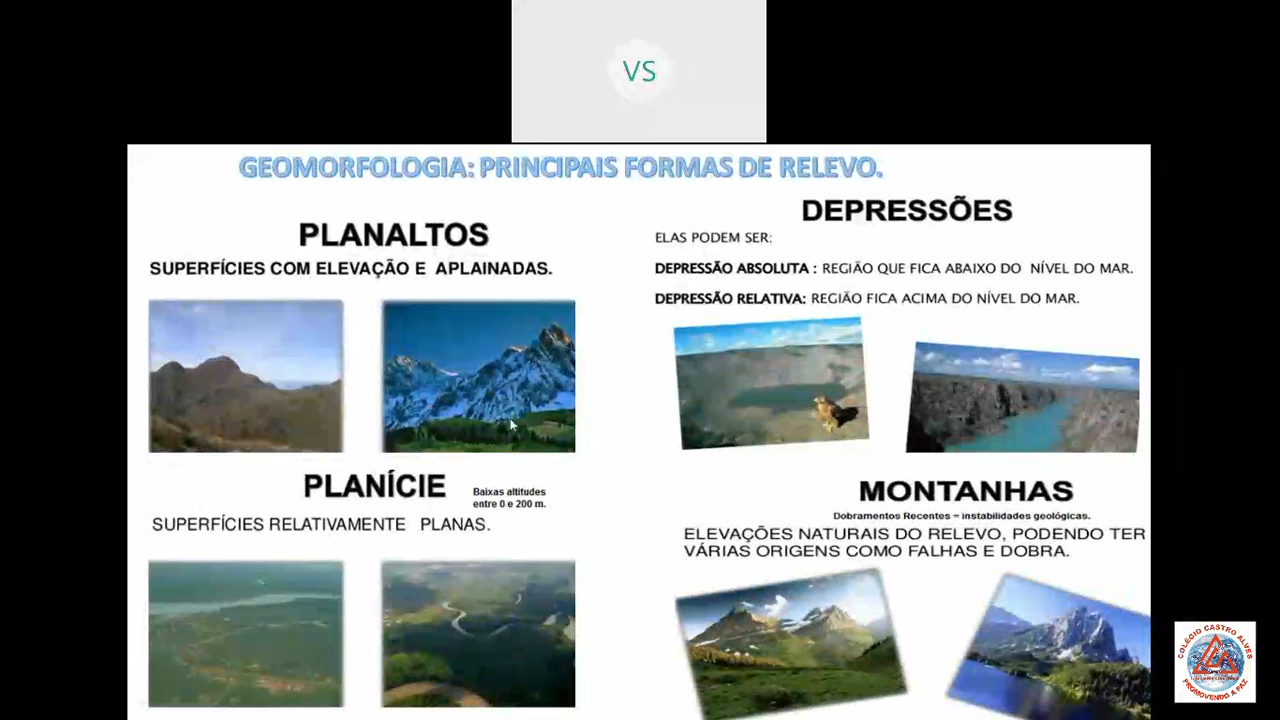 VS
GEOMORFOLOGIA: PRINCIPAIS FORMAS DE RELEVO.
PLANALTOS
SUPERFÍCIES COM ELEVAÇÃO E APLAINADAS.
DEPRESSÕES
ELAS PODEM SER:
DEPRESSÃO ABSOLUTA : REGIÃO QUE FICA ABAIXO DO NÍVEL DO MAR.
DEPRESSÃO RELATIVA: REGIÃO FICA ACIMA DO NÍVEL DO MAR.
PLANÍCIE
Baixas altitudes
entre 0 e 200 m.
SUPERFÍCIES RELATIVAMENTE PLANAS.
MONTANHAS
Dobramentos Recentes = instabilidades geológicas.
ELEVAÇÕES NATURAIS DO RELEVO, PODENDO TER
VÁRIAS ORIGENS COMO FALHAS E DOBRA.
COLÉGIO CASTRO ALVES
PROMOVENDO A PAZ